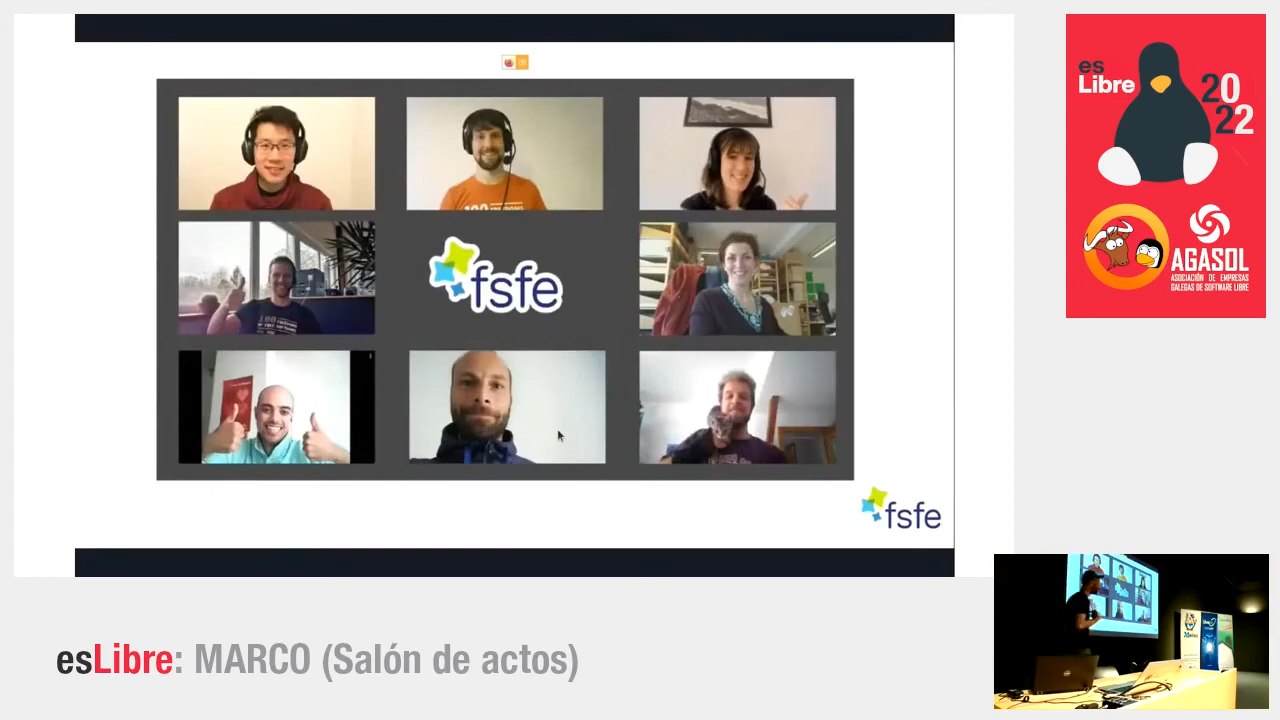 fsfe
fsfe
esLibre: MARCO (Salón de actos)
es
Libre
20
22
AGASOL
ASOCIACIÓN DE EMPRESAS
GALEGAS DE SOFTWARE LIBRE